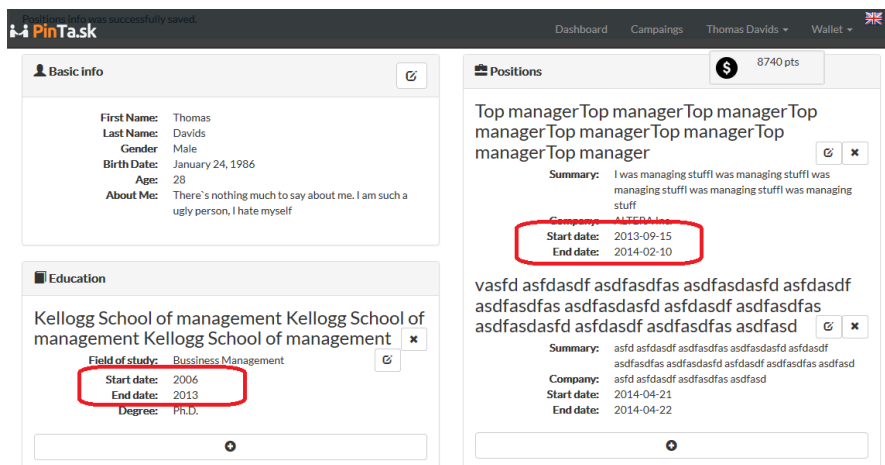 Positions info was successfully saved.
PinTa.sk
Dashboard Campaings Thomas Davids Wallet
8740 pts
Basic info
First Name: Thomas
Last Name: Davids
Gender Male
Birth Date: January 24, 1986
Age: 28
About Me: There`s nothing much to say about me. I am such a
ugly person, I hate myself
Education
Kellogg School of management Kellogg School of
management Kellogg School of management
Field of study: Bussiness Management
Start date: 2006
End date: 2013
Degree: Ph.D.
Positions
Top managerTop managerTop managerTop
managerTop managerTop managerTop
managerTop manager
Summary: I was managing stuffI was managing stuffI was
managing stuffI was managing stuffI was managing
stuff
Company: ALTERA Inc.
Start date: 2013-09-15
End date: 2014-02-10
vasfd asfdasdf asdfasdfas asdfasdasfd asfdasdf
asdfasdfas asdfasdasfd asfdasdf asdfasdfas
asdfasdasfd asfdasdf asdfasdfas asdfasd
Summary: asfd asfdasdf asdfasdfas asdfasdasfd asfdasdf
asdfasdfas asdfasdasfd asfdasdf asdfasdfas asdfasd
Company: asfd asfdasdf asdfasdfas asdfasd
Start date: 2014-04-21
End date: 2014-04-22